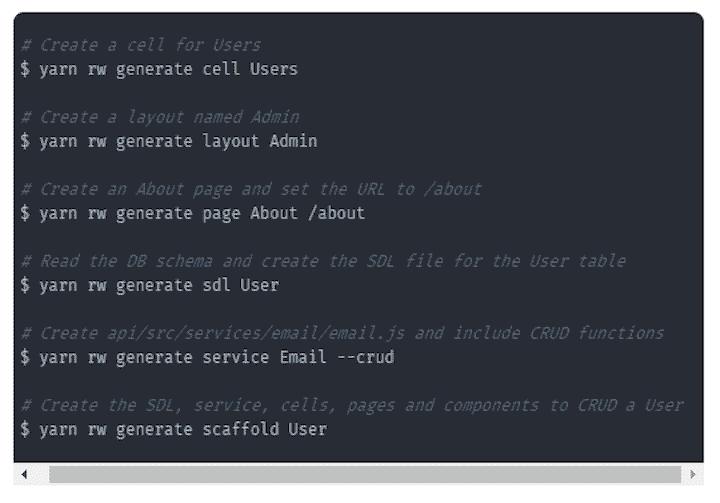 # Create a cell for Users
$ yarn rw generate cell Users
# Create a layout named Admin
$ yarn rw generate layout Admin
# Create an About page and set the URL to /about
$ yarn rw generate page About /about
# Read the DB schema and create the SDL file for the User table
$ yarn rw generate sdl User
# Create api/src/services/email/email.js and include CRUD functions
$ yarn rw generate service Email --crud
# Create the SDL, service, cells, pages and components to CRUD a User
$ yarn rw generate scaffold User